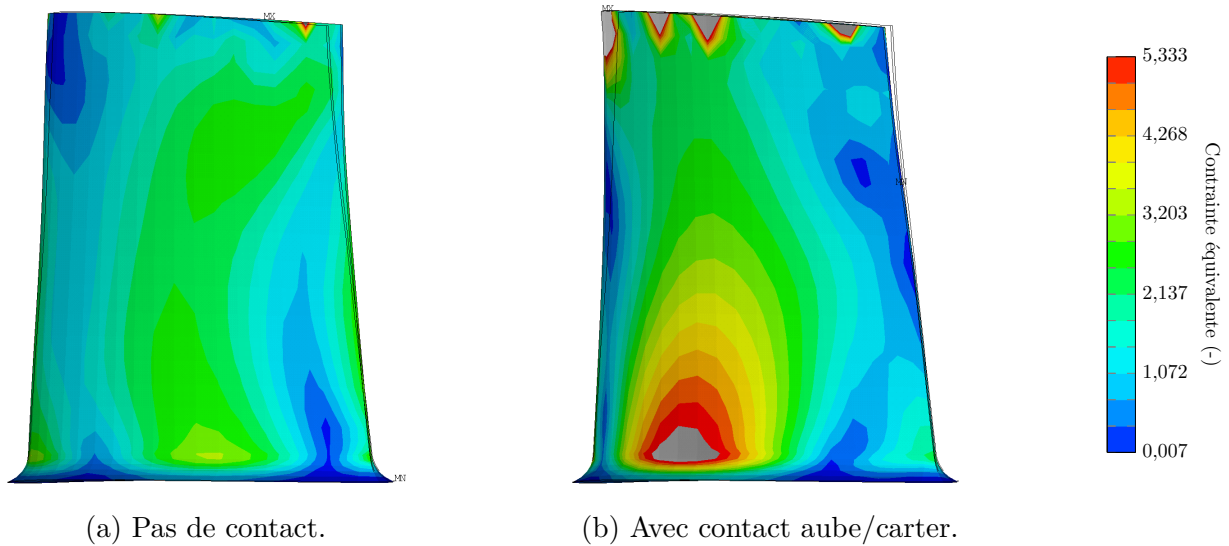 MX
MN
(a) Pas de contact.
MX
MN
(b) Avec contact aube/carter.
5,333
4,268
3,203
2,137
1,072
0,007
Contrainte équivalente (-)